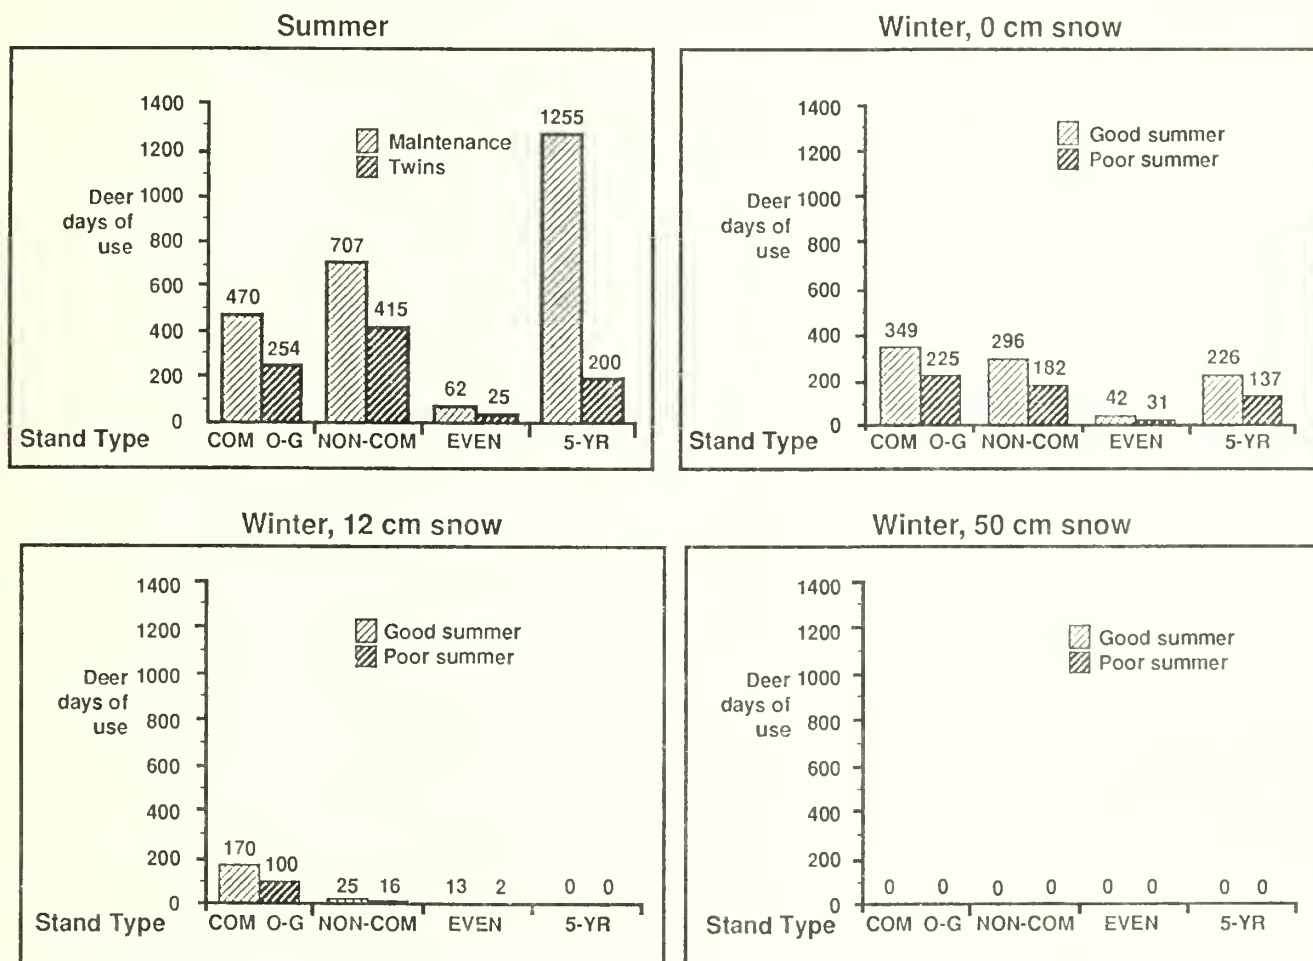 Summer
1400
1200
1000
800
600
400
200
0
Deer
days of
use
Maintenance
Twins
470
254
707
415
62
25
1255
200
Stand Type
COM O-G NON-COM EVEN 5-YR
Winter, 0 cm snow
1400
1200
1000
800
600
400
200
0
Deer
days of
use
Good summer
Poor summer
349
225
296
182
42
31
226
137
Stand Type
COM O-G NON-COM EVEN 5-YR
Winter, 12 cm snow
1400
1200
1000
800
600
400
200
0
Deer
days of
use
Good summer
Poor summer
170
100
25
16
13
2
0
0
Stand Type
COM O-G NON-COM EVEN 5-YR
Winter, 50 cm snow
1400
1200
1000
800
600
400
200
0
Deer
days of
use
Good summer
Poor summer
0
0
0
0
0
0
0
0
Stand Type
COM O-G NON-COM EVEN 5-YR